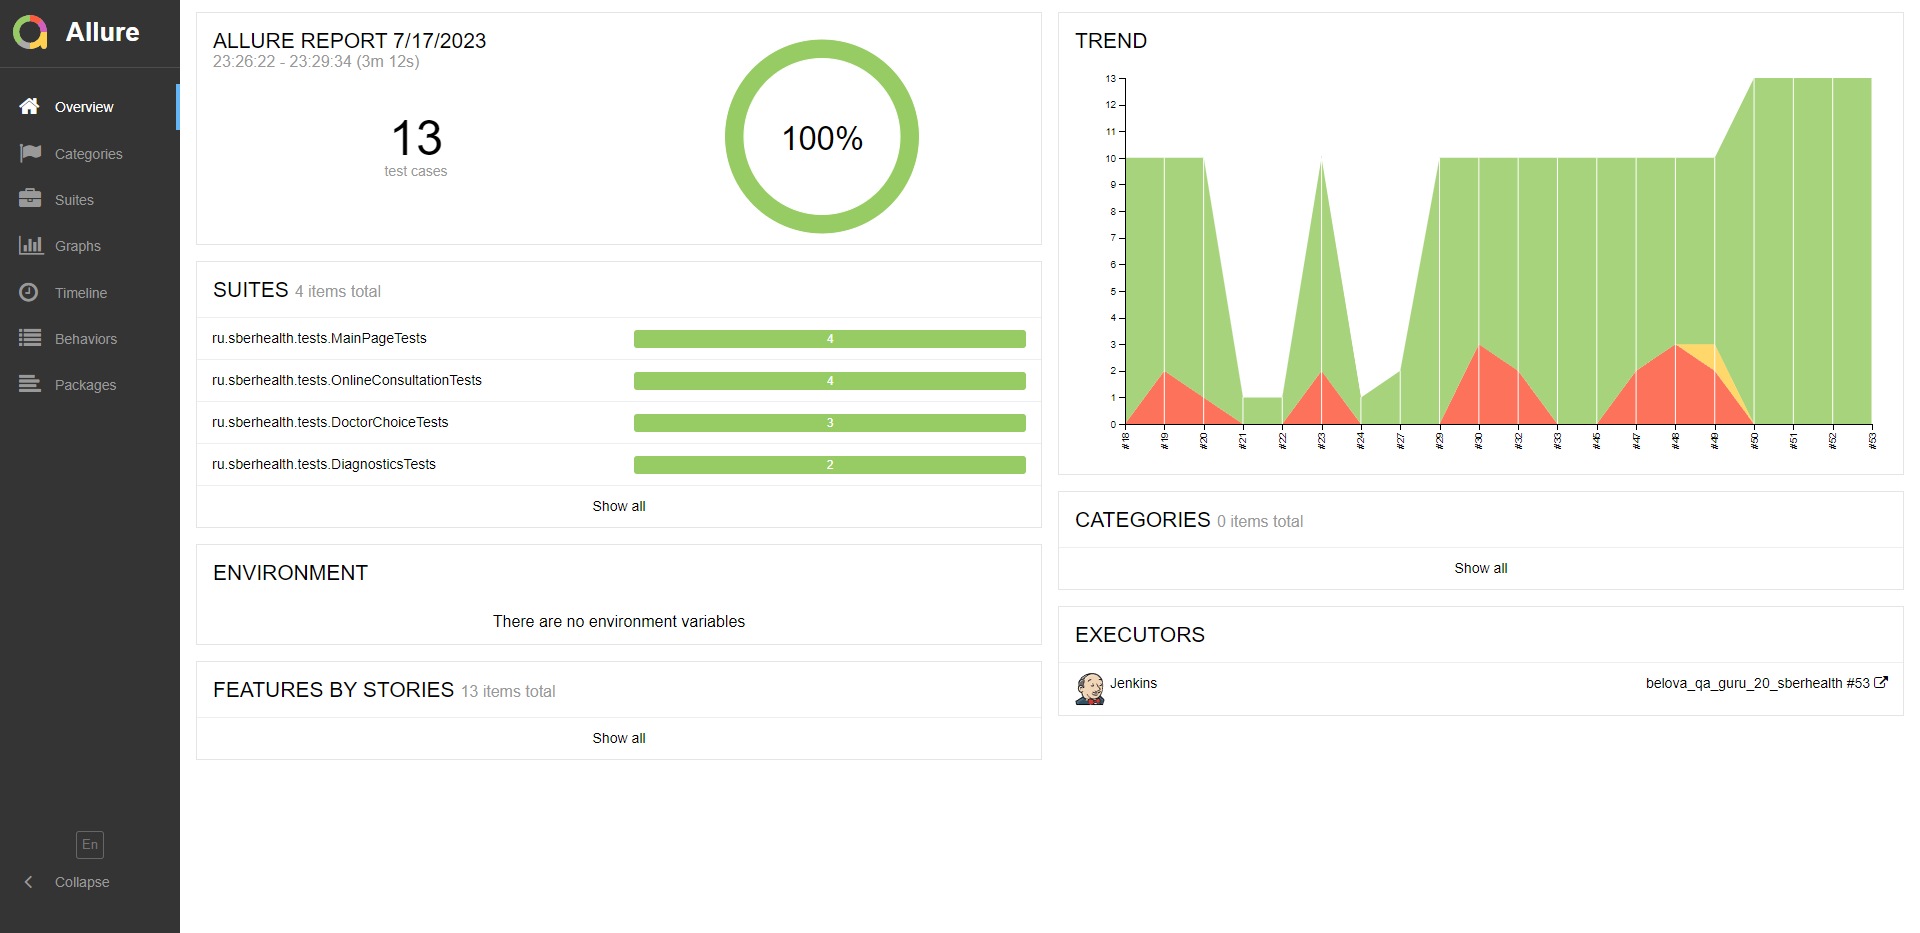 Allure
Overview
Categories
Suites
Graphs
Timeline
Behaviors
Packages
En
Collapse
ALLURE REPORT 7/17/2023
23:26:22 - 23:29:34 (3m 12s)
13
test cases
100%
SUITES 4 items total
ru.sberhealth.tests.MainPageTests 4
ru.sberhealth.tests.OnlineConsultationTests 4
ru.sberhealth.tests.DoctorChoiceTests 3
ru.sberhealth.tests.DiagnosticsTests 2
Show all
ENVIRONMENT
There are no environment variables
FEATURES BY STORIES 13 items total
Show all
TREND
13
12
11
10
9
8
7
6
5
4
3
2
1
0
#18 #19 #20 #21 #22 #23 #24 #27 #29 #30 #32 #33 #45 #47 #48 #49 #50 #51 #52 #53
CATEGORIES 0 items total
Show all
EXECUTORS
Jenkins belova_qa_guru_20_sberhealth #53